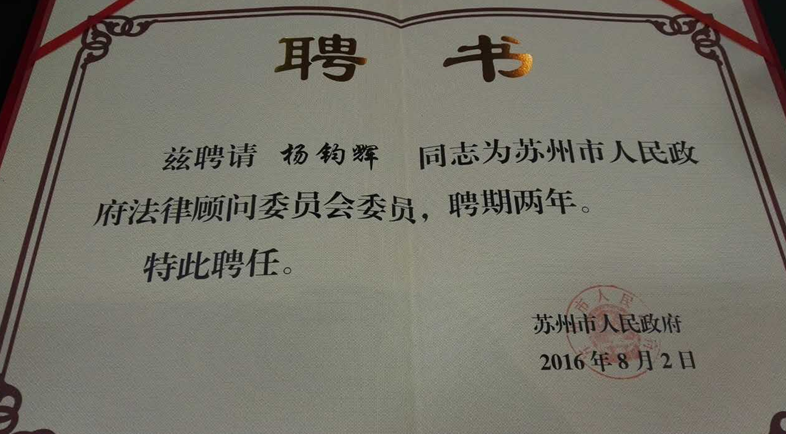 聘书
兹聘请 杨钧辉 同志为苏州市人民政
府法律顾问委员会委员，聘期两年。
特此聘任。
苏州市人民政府
2016年8月2日